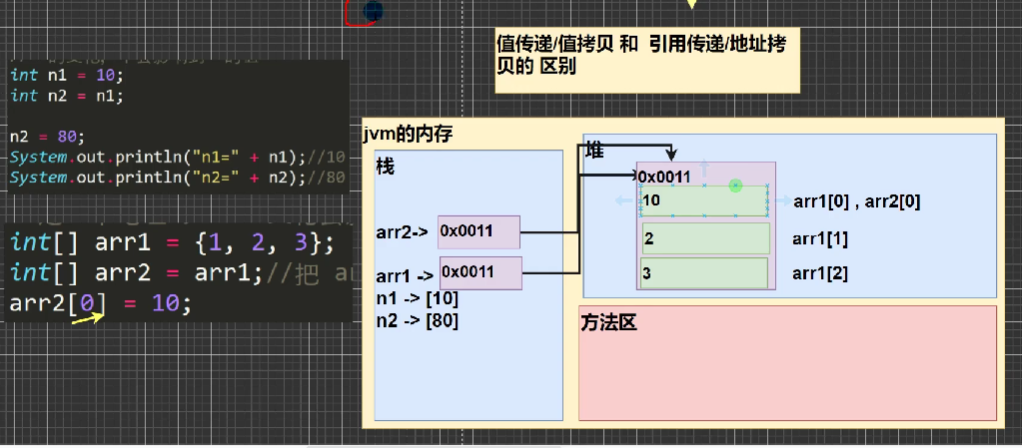 值传递/值拷贝 和 引用传递/地址拷
贝的 区别
int n1 = 10;
int n2 = n1;
n2 = 80;
System.out.println("n1=" + n1);//10
System.out.println("n2=" + n2);//80
int[] arr1 = {1, 2, 3};
int[] arr2 = arr1;//把
arr2[0] = 10;
jvm的内存
栈
arr2-> 0x0011
arr1 -> 0x0011
n1 -> [10]
n2 -> [80]
堆
0x0011
10 arr1[0] , arr2[0]
2 arr1[1]
3 arr1[2]
方法区